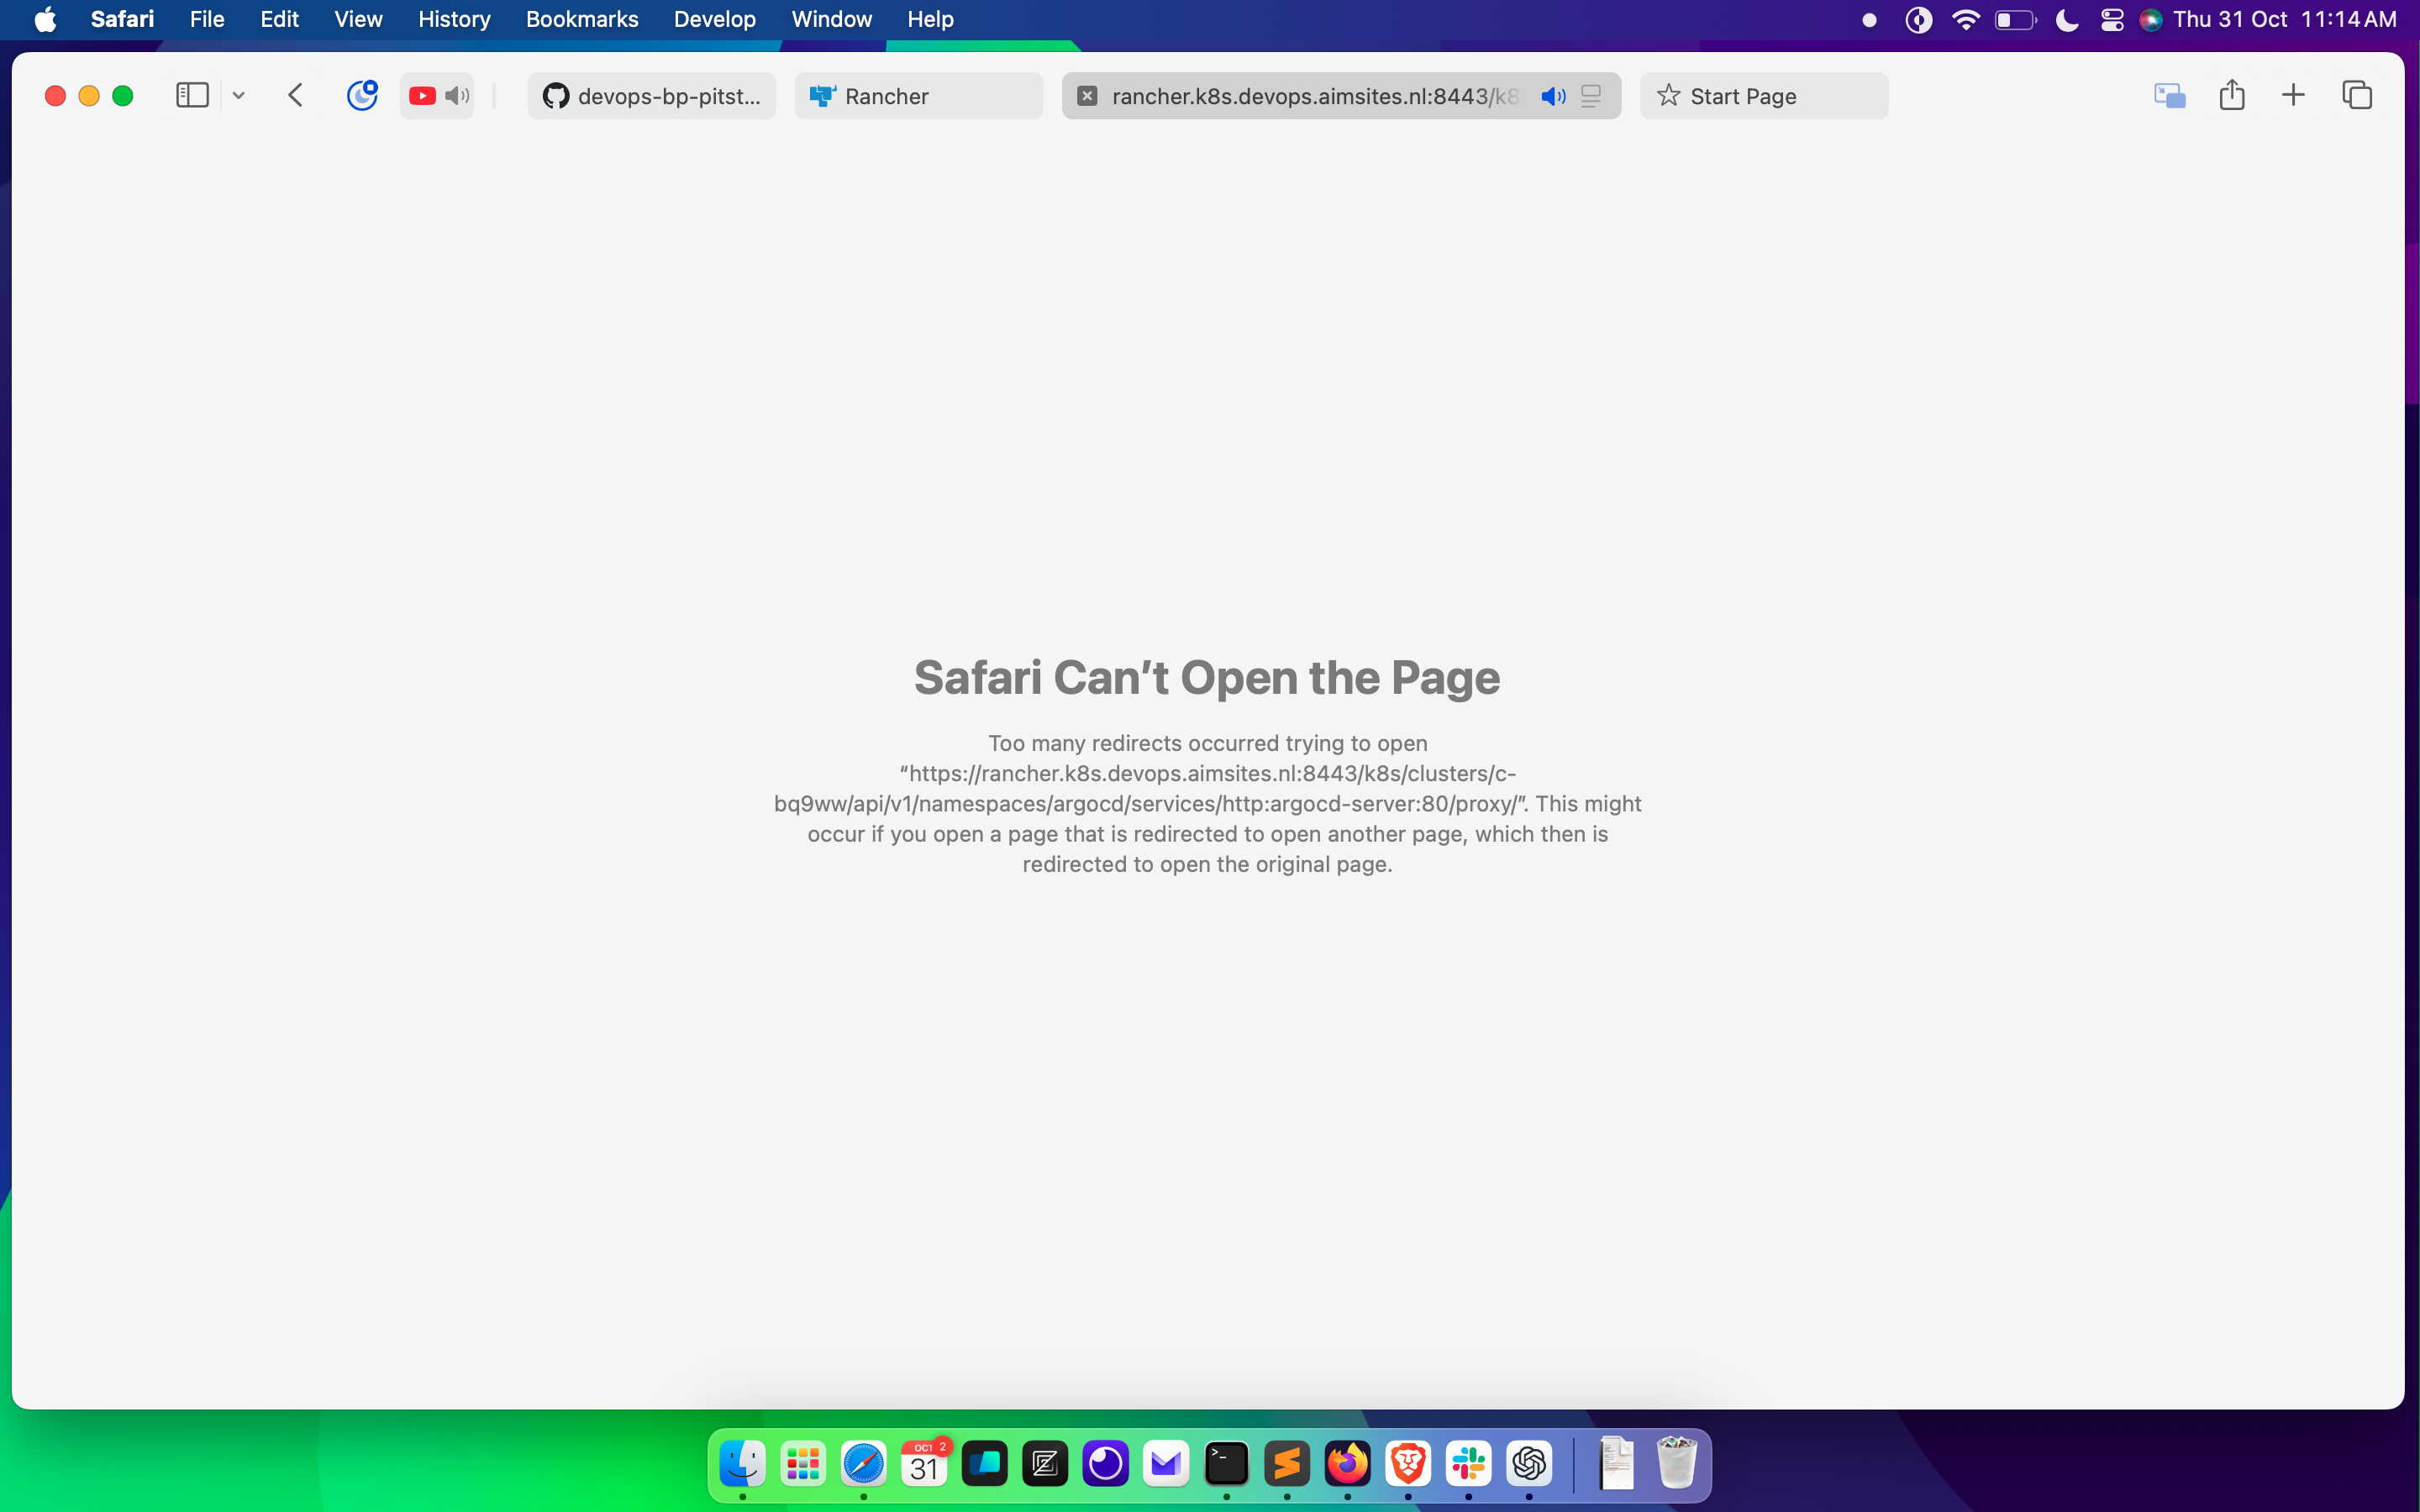 Safari File Edit View History Bookmarks Develop Window Help Thu 31 Oct 11:14 AM
devops-bp-pitst... Rancher rancher.k8s.devops.aimsites.nl:8443/k8 Start Page
Safari Can’t Open the Page
Too many redirects occurred trying to open
“https://rancher.k8s.devops.aimsites.nl:8443/k8s/clusters/c-
bq9ww/api/v1/namespaces/argocd/services/http:argocd-server:80/proxy/”. This might
occur if you open a page that is redirected to open another page, which then is
redirected to open the original page.
OCT 2
31